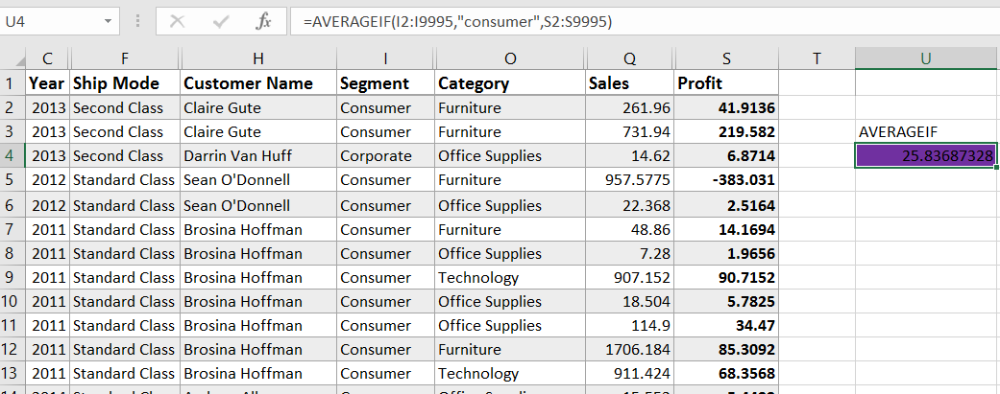 U4 fx =AVERAGEIF(I2:I9995,"consumer",S2:S9995)
C F H I O Q S T U
1 Year Ship Mode Customer Name Segment Category Sales Profit
2 2013 Second Class Claire Gute Consumer Furniture 261.96 41.9136
3 2013 Second Class Claire Gute Consumer Furniture 731.94 219.582 AVERAGEIF
4 2013 Second Class Darrin Van Huff Corporate Office Supplies 14.62 6.8714 25.83687328
5 2012 Standard Class Sean O'Donnell Consumer Furniture 957.5775 -383.031
6 2012 Standard Class Sean O'Donnell Consumer Office Supplies 22.368 2.5164
7 2011 Standard Class Brosina Hoffman Consumer Furniture 48.86 14.1694
8 2011 Standard Class Brosina Hoffman Consumer Office Supplies 7.28 1.9656
9 2011 Standard Class Brosina Hoffman Consumer Technology 907.152 90.7152
10 2011 Standard Class Brosina Hoffman Consumer Office Supplies 18.504 5.7825
11 2011 Standard Class Brosina Hoffman Consumer Office Supplies 114.9 34.47
12 2011 Standard Class Brosina Hoffman Consumer Furniture 1706.184 85.3092
13 2011 Standard Class Brosina Hoffman Consumer Technology 911.424 68.3568